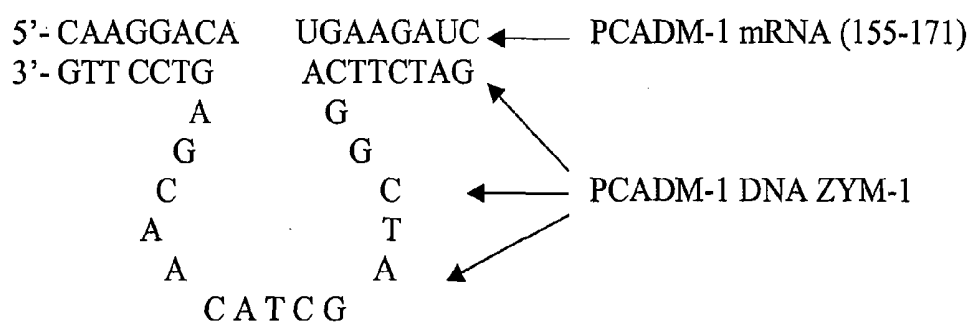 5'- CAAGGACA UGAAGAUC PCADM-1 mRNA (155-171)
3'- GTT CCTG ACTTCTAG
A G
G G
C C PCADM-1 DNA ZYM-1
A T
A A
C A T C G